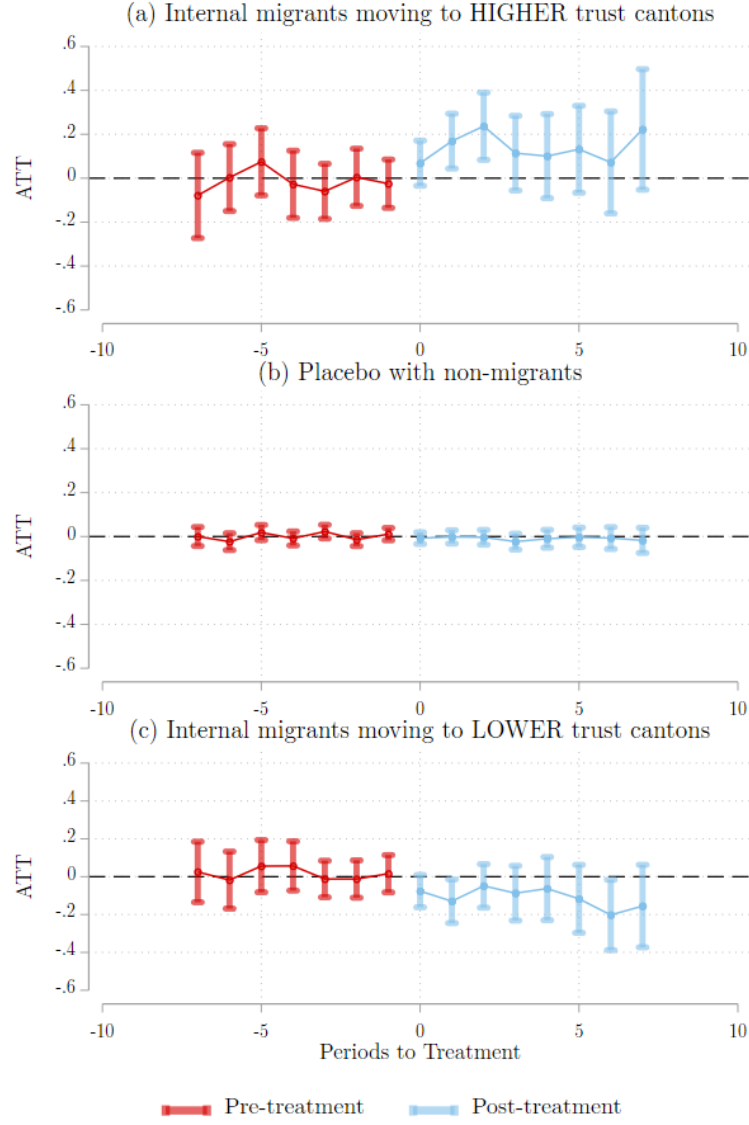 (a) Internal migrants moving to HIGHER trust cantons
.6
.4
.2
0
-.2
-.4
-.6
ATT
-10 -5 0 5 10
(b) Placebo with non-migrants
.6
.4
.2
0
-.2
-.4
-.6
ATT
-10 -5 0 5 10
(c) Internal migrants moving to LOWER trust cantons
.6
.4
.2
0
-.2
-.4
-.6
ATT
-10 -5 0 5 10
Periods to Treatment
Pre-treatment Post-treatment